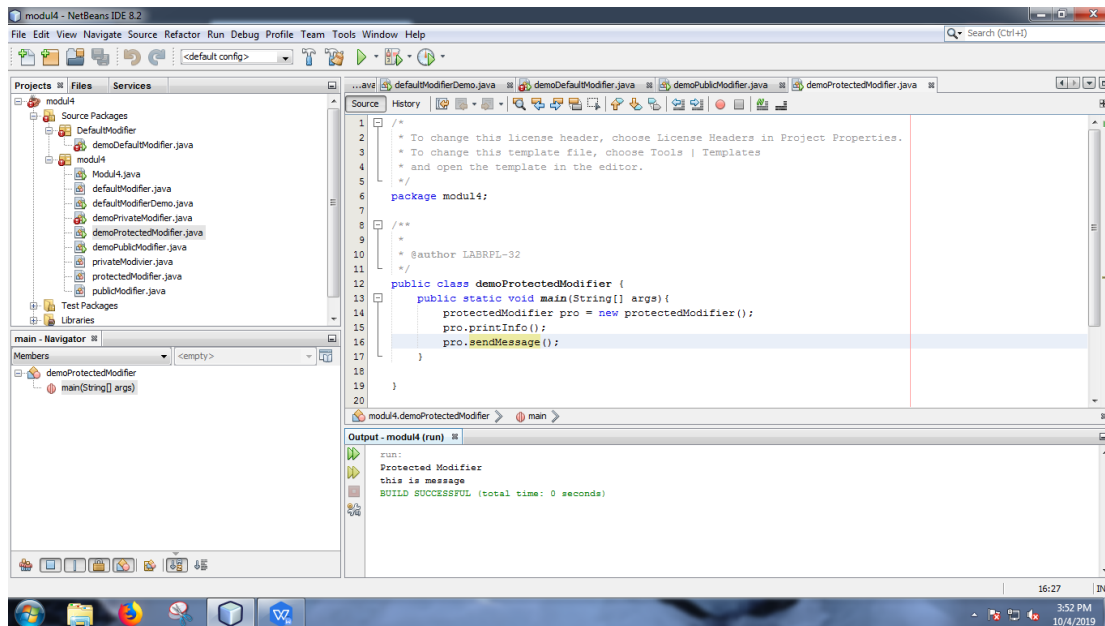 modul4 - NetBeans IDE 8.2
File Edit View Navigate Source Refactor Run Debug Profile Team Tools Window Help
Search (Ctrl+I)
<default config>
Projects Files Services
...ava defaultModifierDemo.java demoDefaultModifier.java demoPublicModifier.java demoProtectedModifier.java
Source History
modul4
Source Packages
DefaultModifier
demoDefaultModifier.java
modul4
Modul4.java
defaultModifier.java
defaultModifierDemo.java
demoPrivateModifier.java
demoProtectedModifier.java
demoPublicModifier.java
privateModivier.java
protectedModifier.java
publicModifier.java
Test Packages
Libraries
main - Navigator
Members <empty>
demoProtectedModifier
main(String[] args)
1 /*
2 * To change this license header, choose License Headers in Project Properties.
3 * To change this template file, choose Tools | Templates
4 * and open the template in the editor.
5 */
6 package modul4;
7
8 /**
9 *
10 * @author LABRPL-32
11 */
12 public class demoProtectedModifier {
13 public static void main(String[] args){
14 protectedModifier pro = new protectedModifier();
15 pro.printInfo();
16 pro.sendMessage();
17 }
18
19 }
20
modul4.demoProtectedModifier main
Output - modul4 (run)
run:
Protected Modifier
this is message
BUILD SUCCESSFUL (total time: 0 seconds)
16:27 IN
3:52 PM
10/4/2019